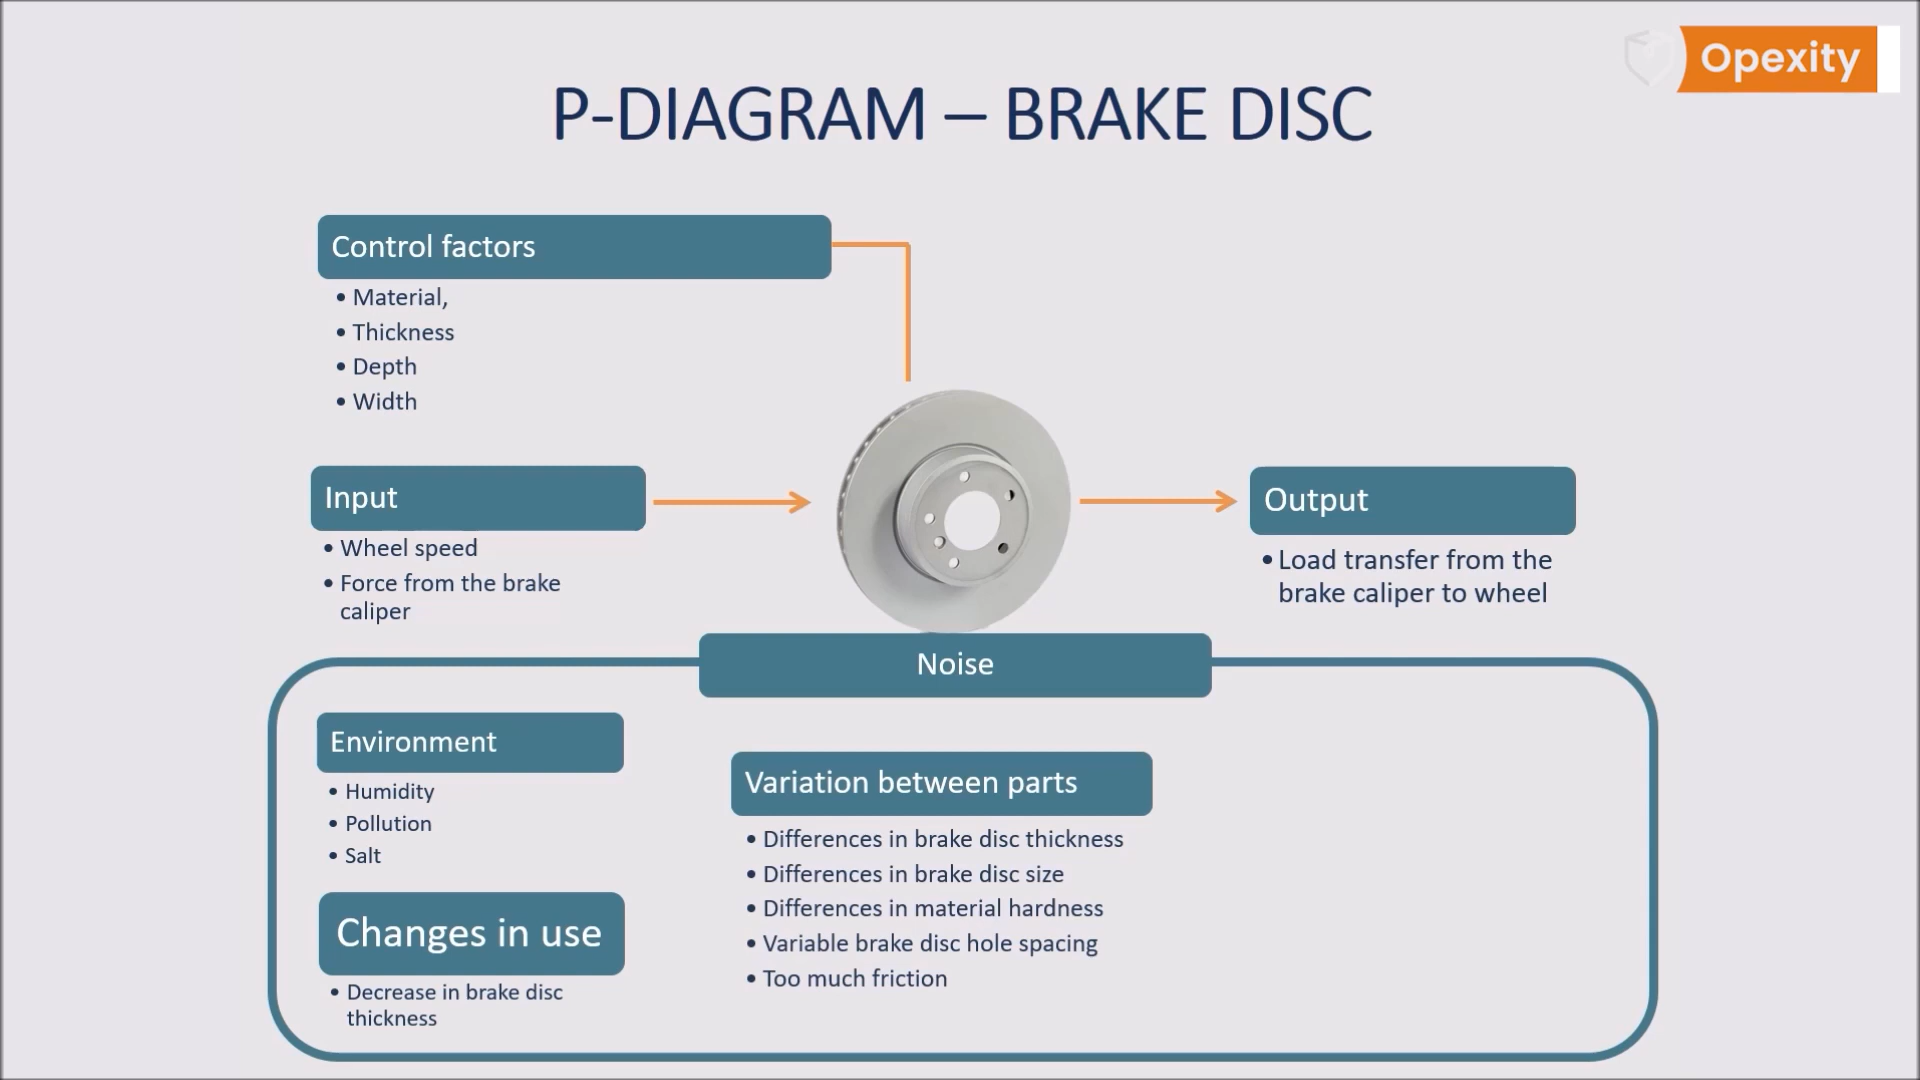 Opexity
P-DIAGRAM – BRAKE DISC
Control factors
• Material,
• Thickness
• Depth
• Width
Input
• Wheel speed
• Force from the brake
caliper
Output
• Load transfer from the
brake caliper to wheel
Noise
Environment
• Humidity
• Pollution
• Salt
Changes in use
• Decrease in brake disc
thickness
Variation between parts
• Differences in brake disc thickness
• Differences in brake disc size
• Differences in material hardness
• Variable brake disc hole spacing
• Too much friction